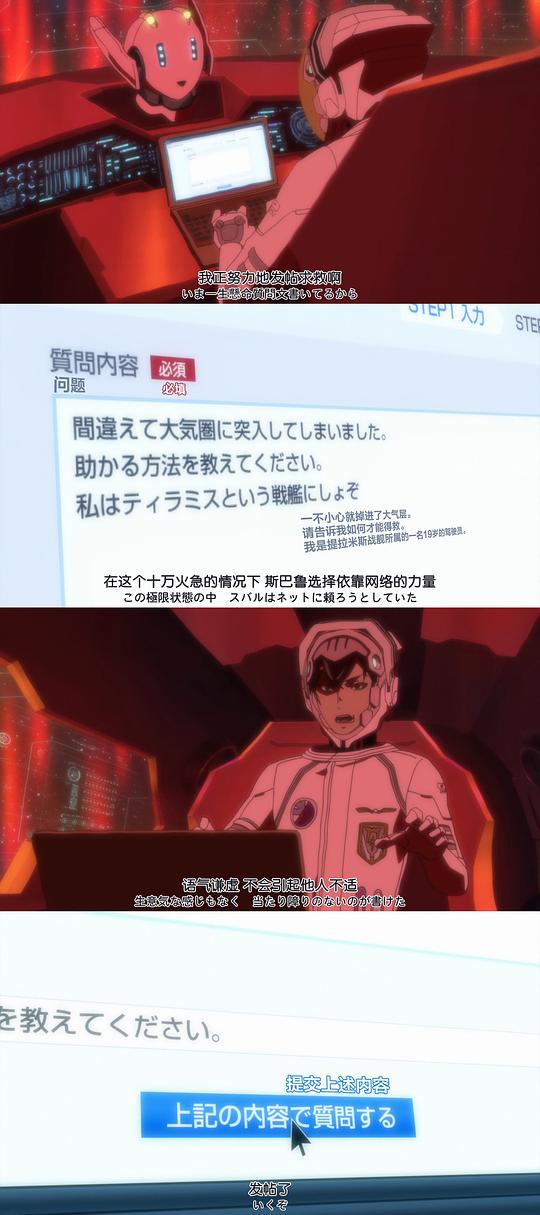 我正努力地发帖求救啊
いま一生懸命質問文書いてるから
STEP1 入力
STEP
質問内容 必須
问题 必填
間違えて大気圏に突入してしまいました。
助かる方法を教えてください。
私はティラミスという戦艦にしょぞ
一不小心就掉进了大气层。
请告诉我如何才能得救。
我是提拉米斯战舰所属的一名19岁的驾驶员。
在这个十万火急的情况下 斯巴鲁选择依靠网络的力量
この極限状態の中 スバルはネットに頼ろうとしていた
语气谦虚 不会引起他人不适
生意気な感じもなく 当たり障りのないのが書けた
を教えてください。
提交上述内容
上記の内容で質問する
发帖了
いくぞ